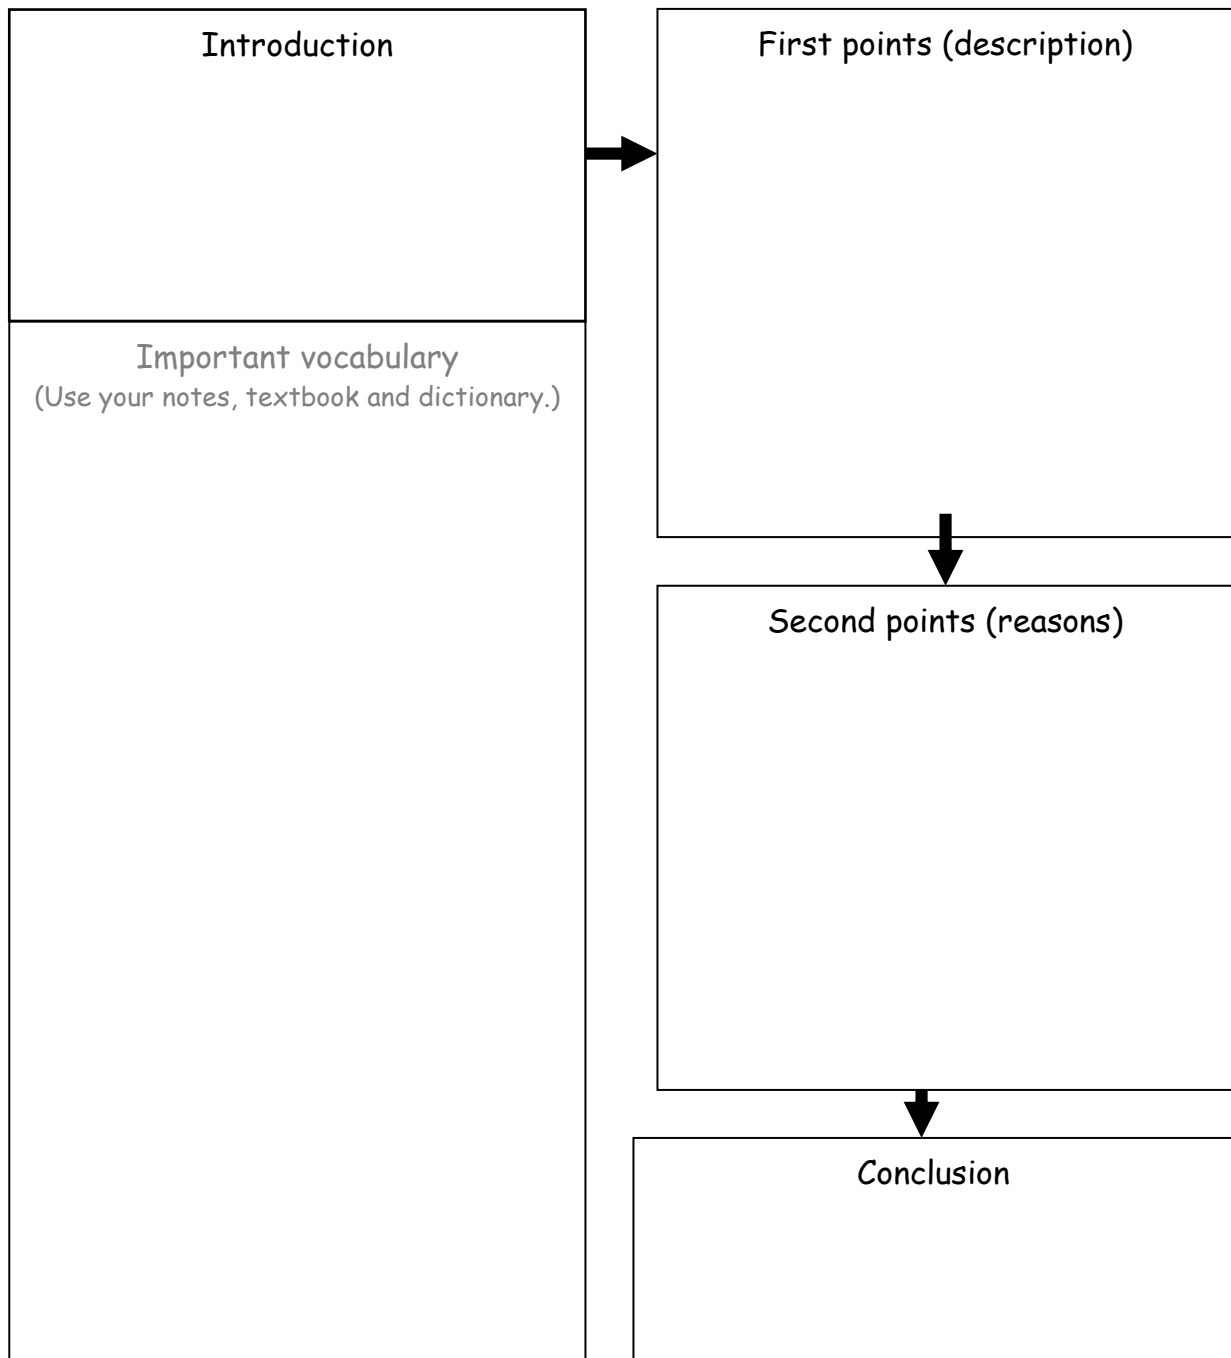 Introduction
Important vocabulary
(Use your notes, textbook and dictionary.)
First points (description)
Second points (reasons)
Conclusion